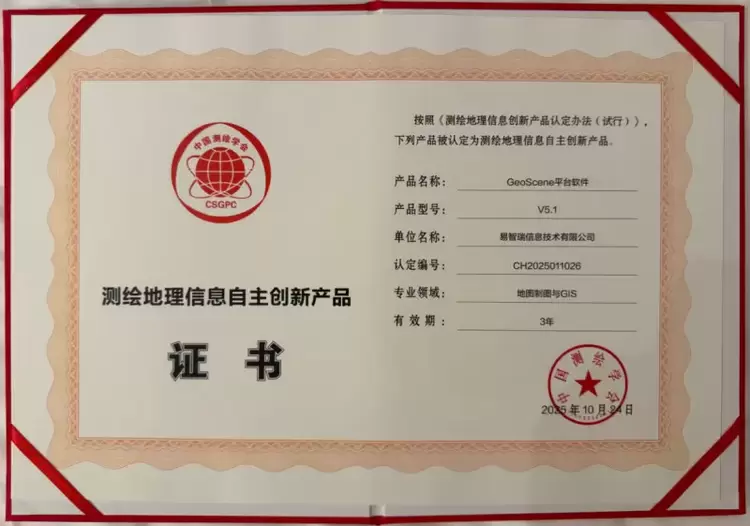 中国测绘学会
CSGPC
测绘地理信息自主创新产品
证 书
按照《测绘地理信息创新产品认定办法（试行）》，
下列产品被认定为测绘地理信息自主创新产品。
产品名称： GeoScene平台软件
产品型号： V5.1
单位名称： 易智瑞信息技术有限公司
认定编号： CH2025011026
专业领域： 地图制图与GIS
有 效 期： 3年
中国测绘学会
2025 年 10 月 24 日